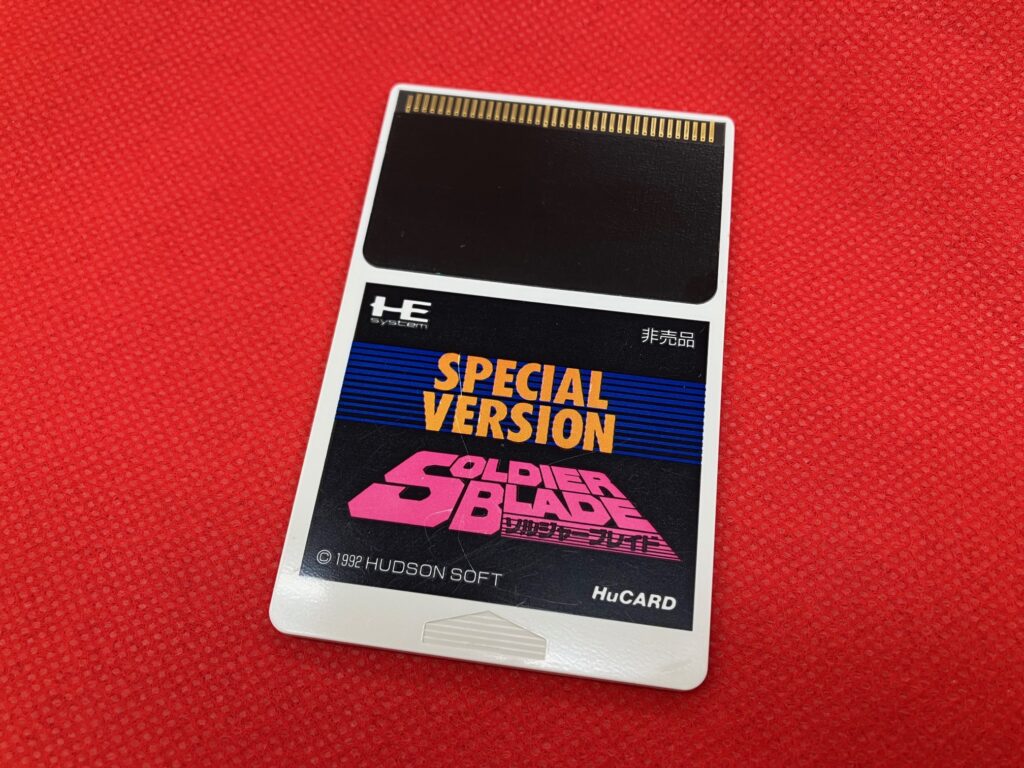 HE
system
非売品
SPECIAL
VERSION
SOLDIER
BLADE
ソルジャーブレイド
© 1992 HUDSON SOFT
HuCARD